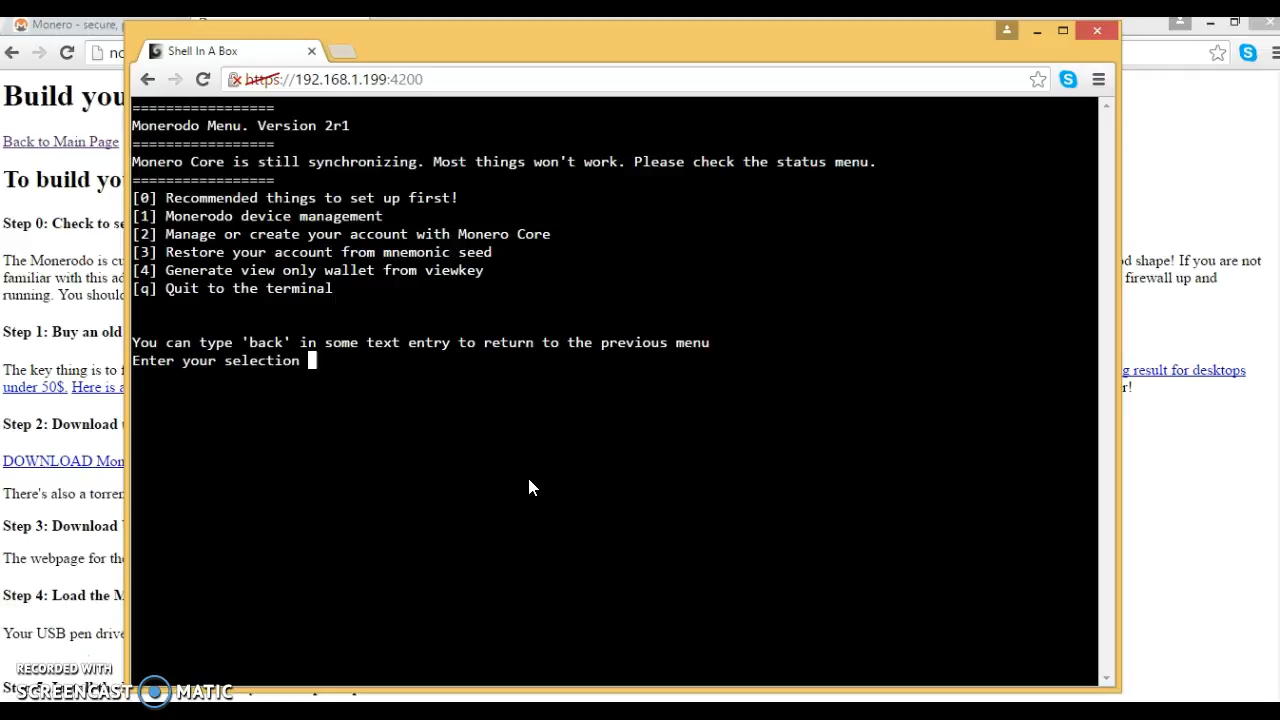 Monero - secure, p
Shell In A Box
https://192.168.1.199:4200
=================
Monerodo Menu. Version 2r1
=================
Monero Core is still synchronizing. Most things won't work. Please check the status menu.
=================
[0] Recommended things to set up first!
[1] Monerodo device management
[2] Manage or create your account with Monero Core
[3] Restore your account from mnemonic seed
[4] Generate view only wallet from viewkey
[q] Quit to the terminal
You can type 'back' in some text entry to return to the previous menu
Enter your selection
Build you
Back to Main Page
To build yo
Step 0: Check to se
The Monerodo is cu
od shape! If you are not
familiar with this ad
firewall up and
running. You shoul
Step 1: Buy an old
The key thing is to f
g result for desktops
under 50$. Here is a
r!
Step 2: Download
DOWNLOAD Mon
There's also a torren
Step 3: Download
The webpage for the
Step 4: Load the M
Your USB pen drive
RECORDED WITH
SCREENCAST MATIC